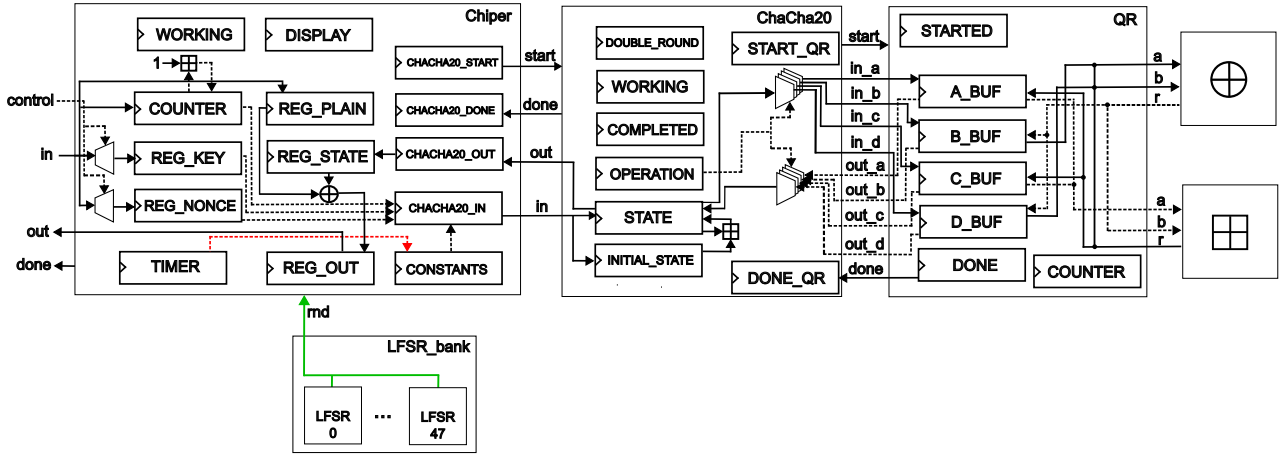 Chiper
WORKING
DISPLAY
1
CHACHA20_START
start
control
COUNTER
REG_PLAIN
CHACHA20_DONE
done
in
REG_KEY
REG_STATE
CHACHA20_OUT
out
REG_NONCE
CHACHA20_IN
in
out
done
TIMER
REG_OUT
CONSTANTS
rnd
LFSR_bank
LFSR
0
...
LFSR
47
ChaCha20
DOUBLE_ROUND
START_QR
start
WORKING
COMPLETED
OPERATION
STATE
INITIAL_STATE
DONE_QR
in_a
in_b
in_c
in_d
out_a
out_b
out_c
out_d
done
QR
STARTED
A_BUF
B_BUF
C_BUF
D_BUF
DONE
COUNTER
a
b
r
a
b
r